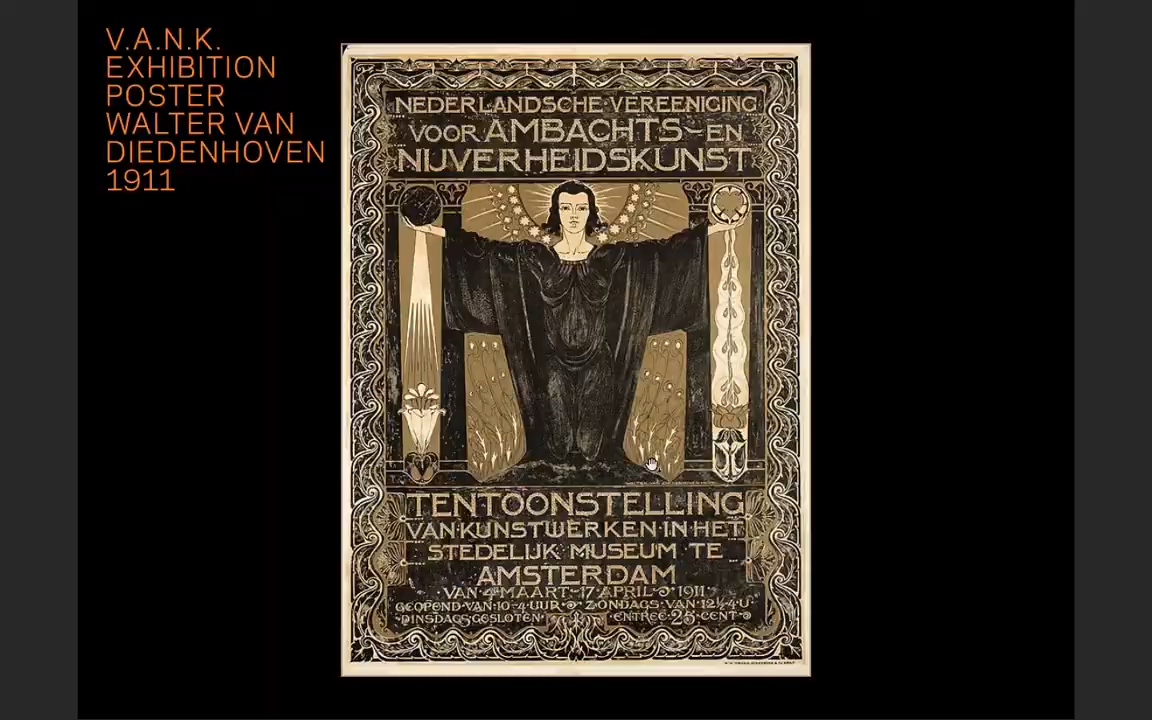 V.A.N.K.
EXHIBITION
POSTER
WALTER VAN
DIEDENHOVEN
1911
NEDERLANDSCHE·VEREENIGING
VOOR AMBACHTS-EN
NIJVERHEIDSKUNST
TENTOONSTELLING
VAN·KUNSTWERKEN·IN·HET
STEDELIJK MUSEUM TE
AMSTERDAM
·VAN·4E·MAART-17·APRIL·1911·
GEOPEND·VAN·10-4·UUR·ZONDAGS·VAN·12½-4·U·
·DINSDAGS·GESLOTEN· ·ENTREE·25·CENT·